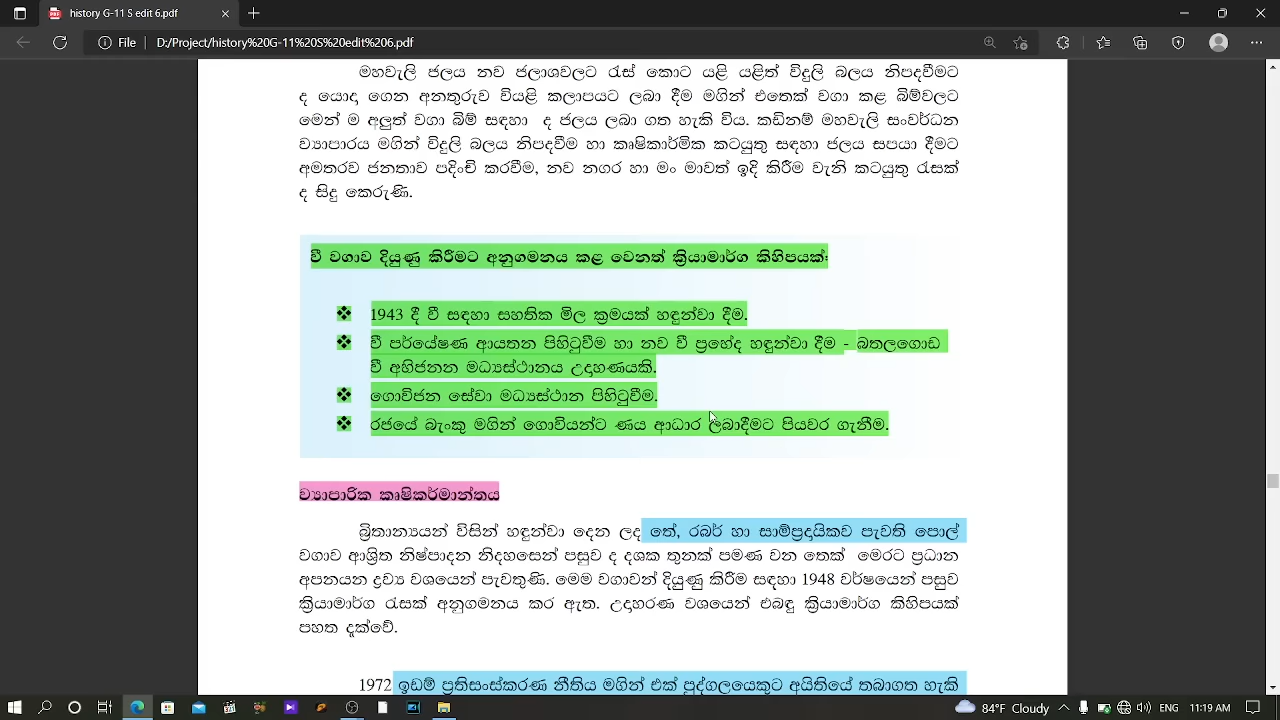 history G-11 S edit 6.pdf
File | D:/Project/history%20G-11%20S%20edit%206.pdf
මහවැලි ජලය නව ජලාශවලට රැස් කොට යළි යළිත් විදුලි බලය නිපදවීමට
ද යොදා ගෙන අනතුරුව වියළි කලාපයට ලබා දීම මගින් එතෙක් වගා කළ බිම්වලට
මෙන් ම අලුත් වගා බිම් සඳහා ද ජලය ලබා ගත හැකි විය. කඩිනම් මහවැලි සංවර්ධන
ව්‍යාපාරය මගින් විදුලි බලය නිපදවීම හා කෘෂිකාර්මික කටයුතු සඳහා ජලය සපයා දීමට
අමතරව ජනතාව පදිංචි කරවීම, නව නගර හා මං මාවත් ඉදි කිරීම වැනි කටයුතු රැසක්
ද සිදු කෙරුණි.
වී වගාව දියුණු කිරීමට අනුගමනය කළ වෙනත් ක්‍රියාමාර්ග කිහිපයක්:
❖ 1943 දී වී සඳහා සහතික මිල ක්‍රමයක් හඳුන්වා දීම.
❖ වී පර්යේෂණ ආයතන පිහිටුවීම හා නව වී ප්‍රභේද හඳුන්වා දීම - බතලගොඩ
වී අභිජනන මධ්‍යස්ථානය උදාහණයකි.
❖ ගොවිජන සේවා මධ්‍යස්ථාන පිහිටුවීම.
❖ රජයේ බැංකු මගින් ගොවියන්ට ණය ආධාර ලබාදීමට පියවර ගැනීම.
ව්‍යාපාරික කෘෂිකර්මාන්තය
බ්‍රිතාන්‍යයන් විසින් හඳුන්වා දෙන ලද තේ, රබර් හා සාම්ප්‍රදායිකව පැවති පොල්
වගාව ආශ්‍රිත නිෂ්පාදන නිදහසෙන් පසුව ද දශක තුනක් පමණ වන තෙක් මෙරට ප්‍රධාන
අපනයන ද්‍රව්‍ය වශයෙන් පැවතුණි. මෙම වගාවන් දියුණු කිරීම සඳහා 1948 වර්ෂයෙන් පසුව
ක්‍රියාමාර්ග රැසක් අනුගමනය කර ඇත. උදාහරණ වශයෙන් එබඳු ක්‍රියාමාර්ග කිහිපයක්
පහත දැක්වේ.
1972 ඉඩම් ප්‍රතිසංස්කරණ නීතිය මගින් එක් පුද්ගලයෙකුට අයිතියේ තබාගත හැකි
84°F Cloudy ENG 11:19 AM